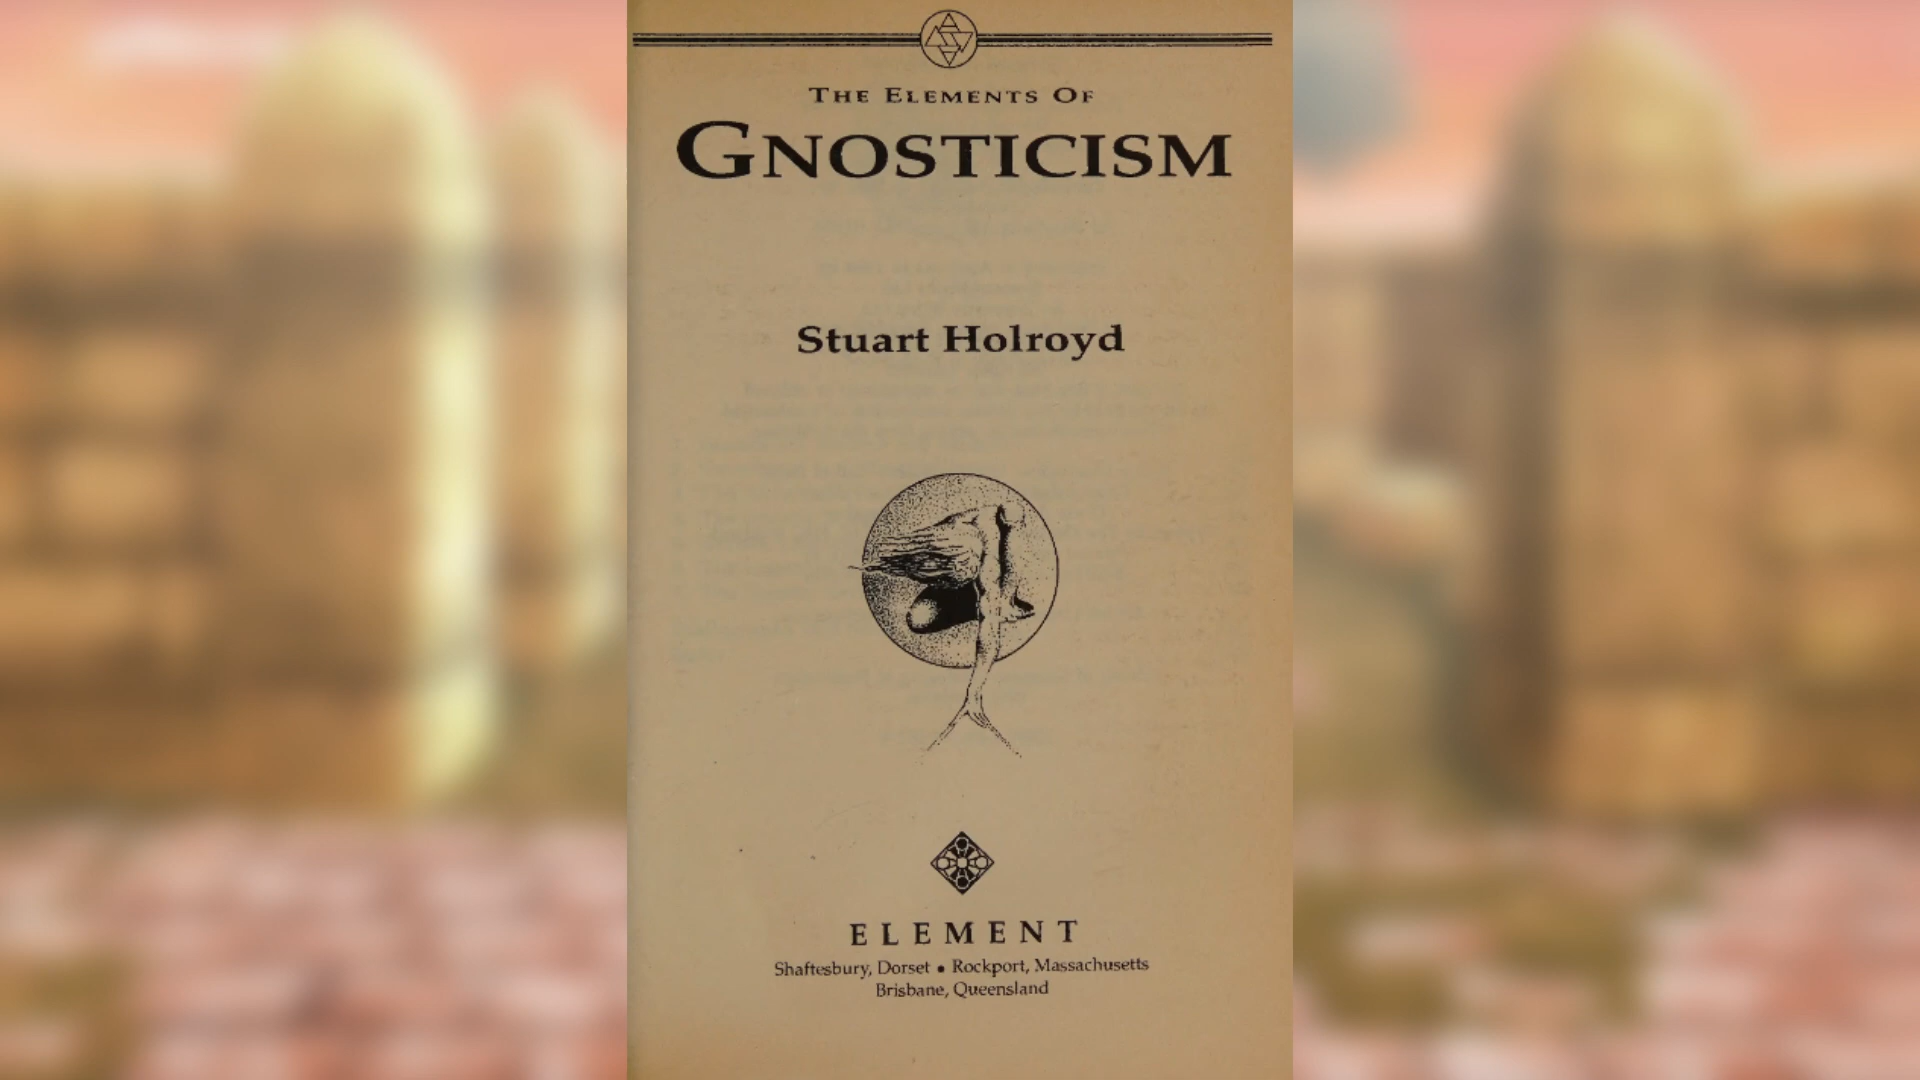 THE ELEMENTS OF
GNOSTICISM
Stuart Holroyd
ELEMENT
Shaftesbury, Dorset • Rockport, Massachusetts
Brisbane, Queensland